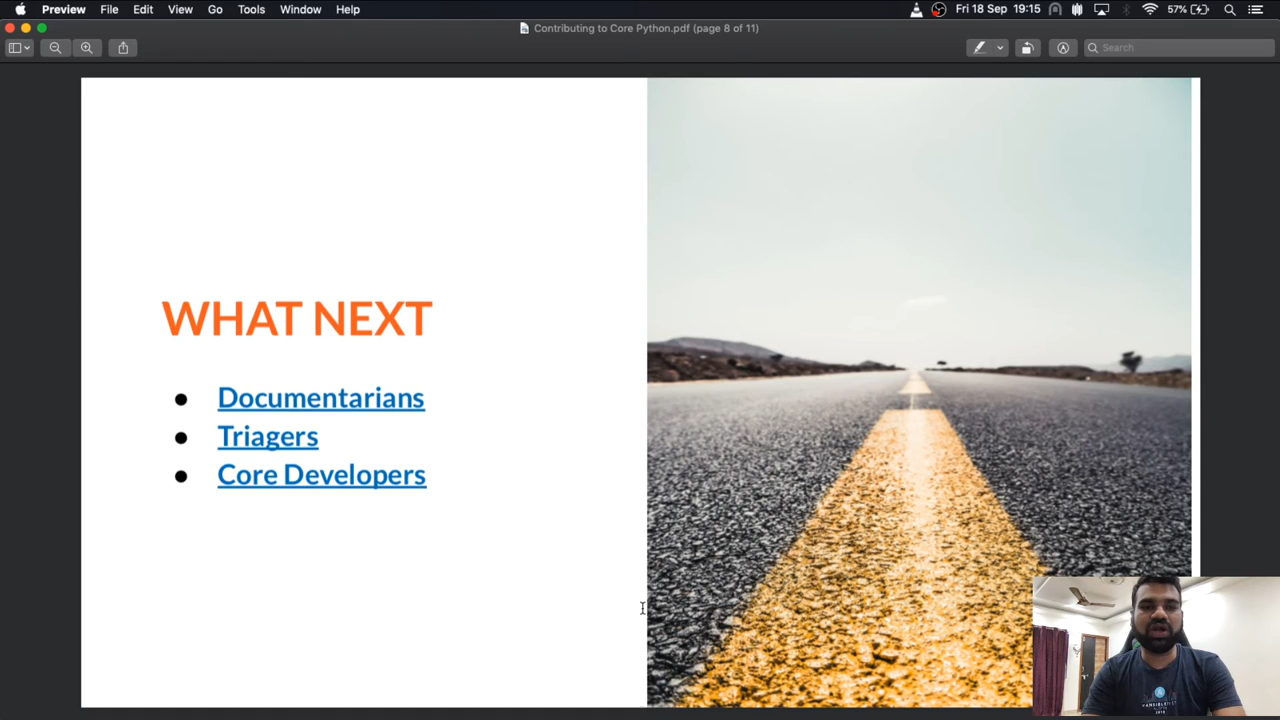 Preview File Edit View Go Tools Window Help
Fri 18 Sep 19:15
57%
Contributing to Core Python.pdf (page 8 of 11)
Search
WHAT NEXT
● Documentarians
● Triagers
● Core Developers